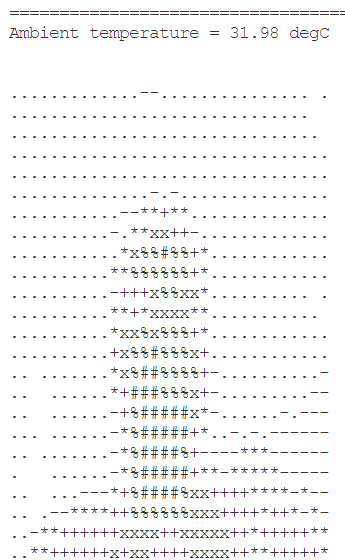 ==================================
Ambient temperature = 31.98 degC
.............--............... .
..............................
...............................
................................
................................
..............-.-...............
...........--**+**..............
..........-.**xx++-.............
...........*x%%#%%+*............
..........**%%%%%%+*............
..........-+++x%%xx*.......... .
..........**+*xxxx**............
..........*xx%x%%%+*............
..........+x%%#%%%x+............
..........*x%##%%%%+-..........-
..  ......*+###%%%x+-.........--
..  ......-+%#####x*-......-.---
... ......-*%#####+*..-.-.------
.. .......-*%####%+----***------
.   ......-*%#####+**-*****-----
..  ...---*+%####%xx++++****-*--
.. .--****++%%%%%%xxx++++*++*-*-
..-**++++++xxxx++xxxxx++*+++++**
..**++++++x+xx++++xxxx++**+++++*